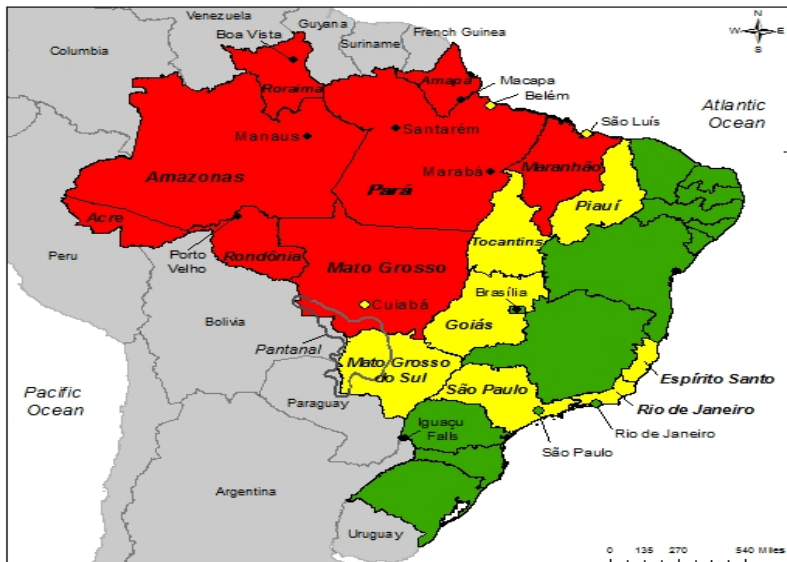 Venezuela
Guyana
Suriname
French Guinea
Columbia
Boa Vista
Roraima
Amapá
Macapa
Belém
Atlantic
Ocean
N
W
E
S
São Luís
Manaus
Santarém
Marabá
Maranhão
Amazonas
Pará
Piauí
Acre
Tocantins
Peru
Porto
Velho
Rondônia
Mato Grosso
Brasília
Cuiabá
Goiás
Bolivia
Pantanal
Mato Grosso
do Sul
São Paulo
Espírito Santo
Pacific
Ocean
Paraguay
Rio de Janeiro
Iguaçu
Falls
Rio de Janeiro
São Paulo
Argentina
Uruguay
0 135 270 540 Miles